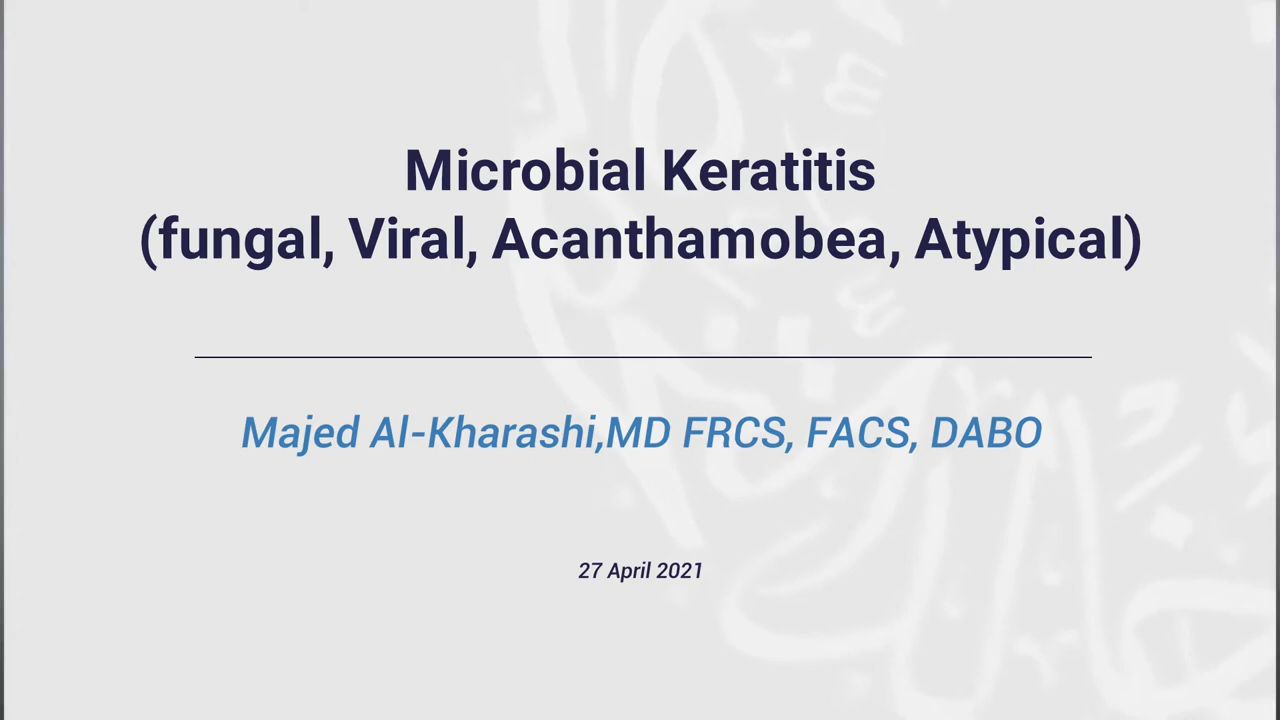 Microbial Keratitis
(fungal, Viral, Acanthamobea, Atypical)
Majed Al-Kharashi,MD FRCS, FACS, DABO
27 April 2021